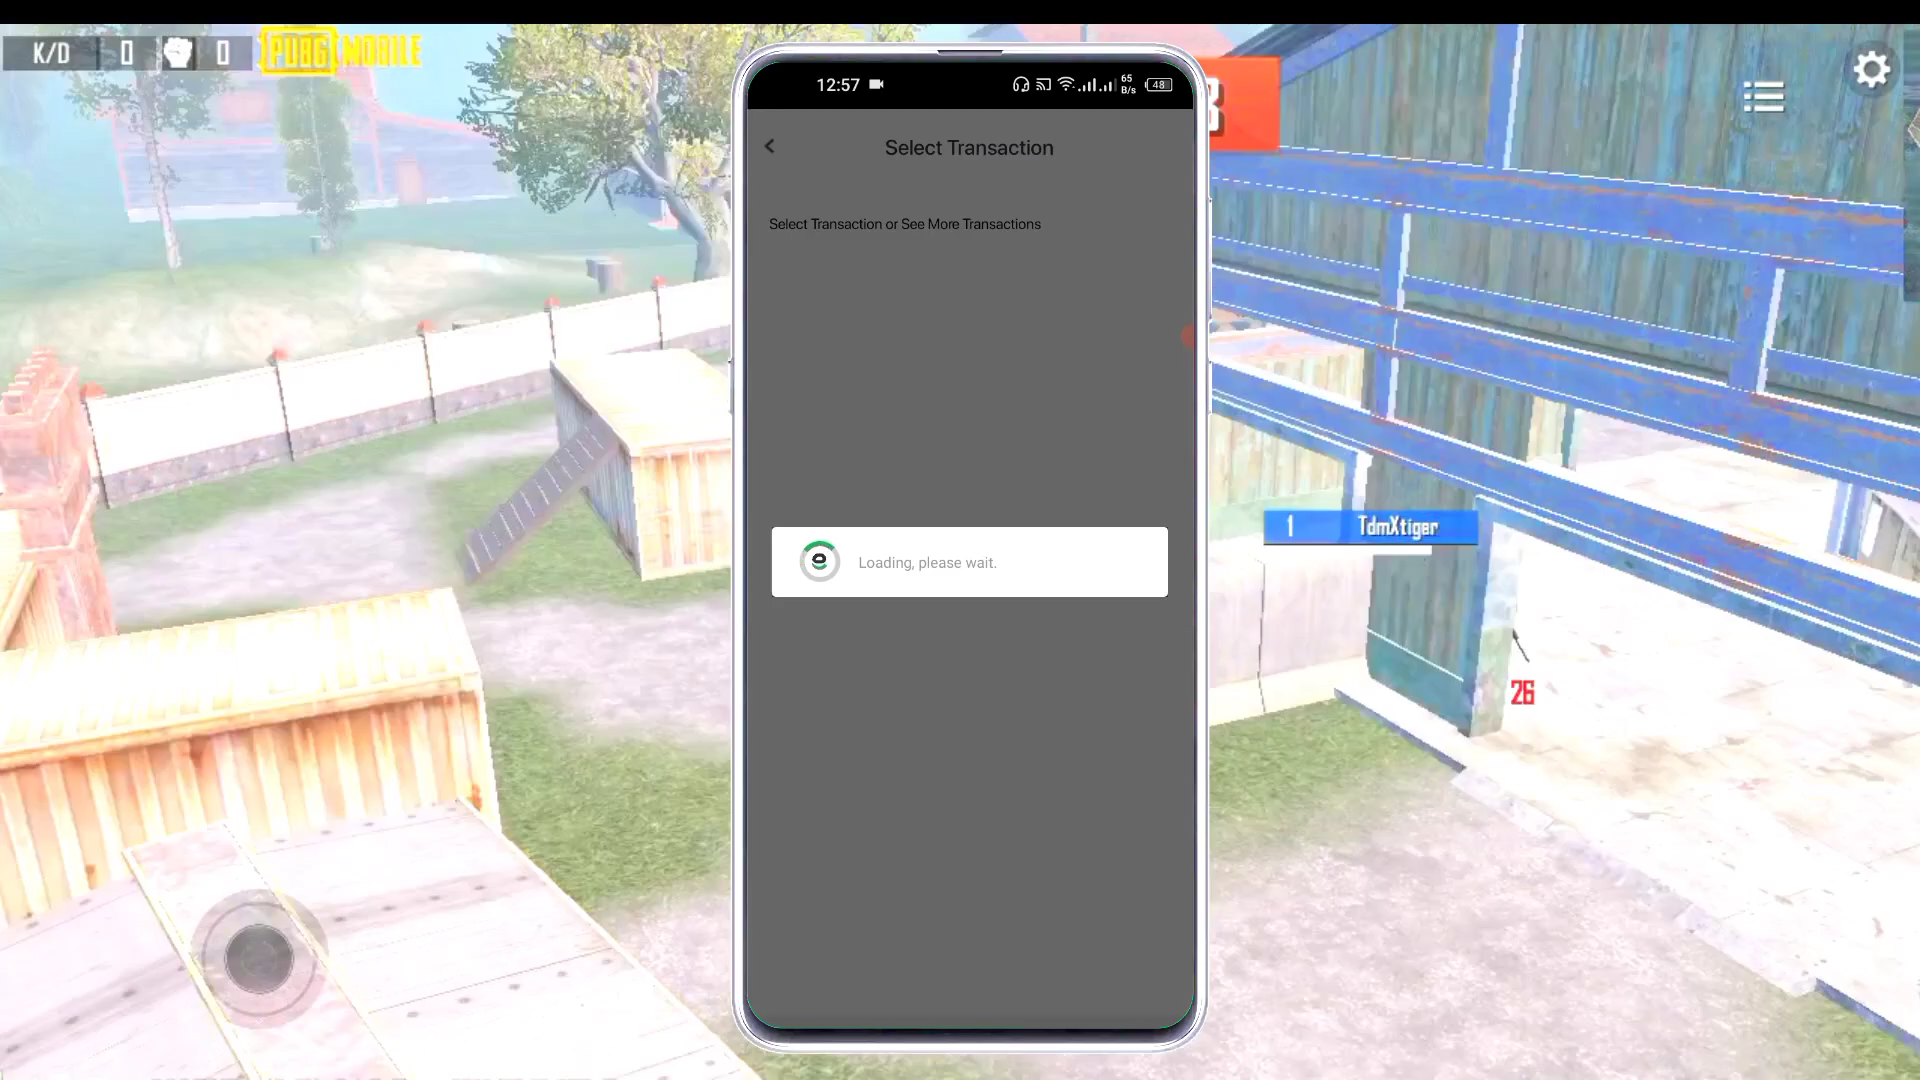 K/D 0 0 PUBG MOBILE
12:57 65 B/s 48
Select Transaction
Select Transaction or See More Transactions
1 TdmXtiger
Loading, please wait.
26